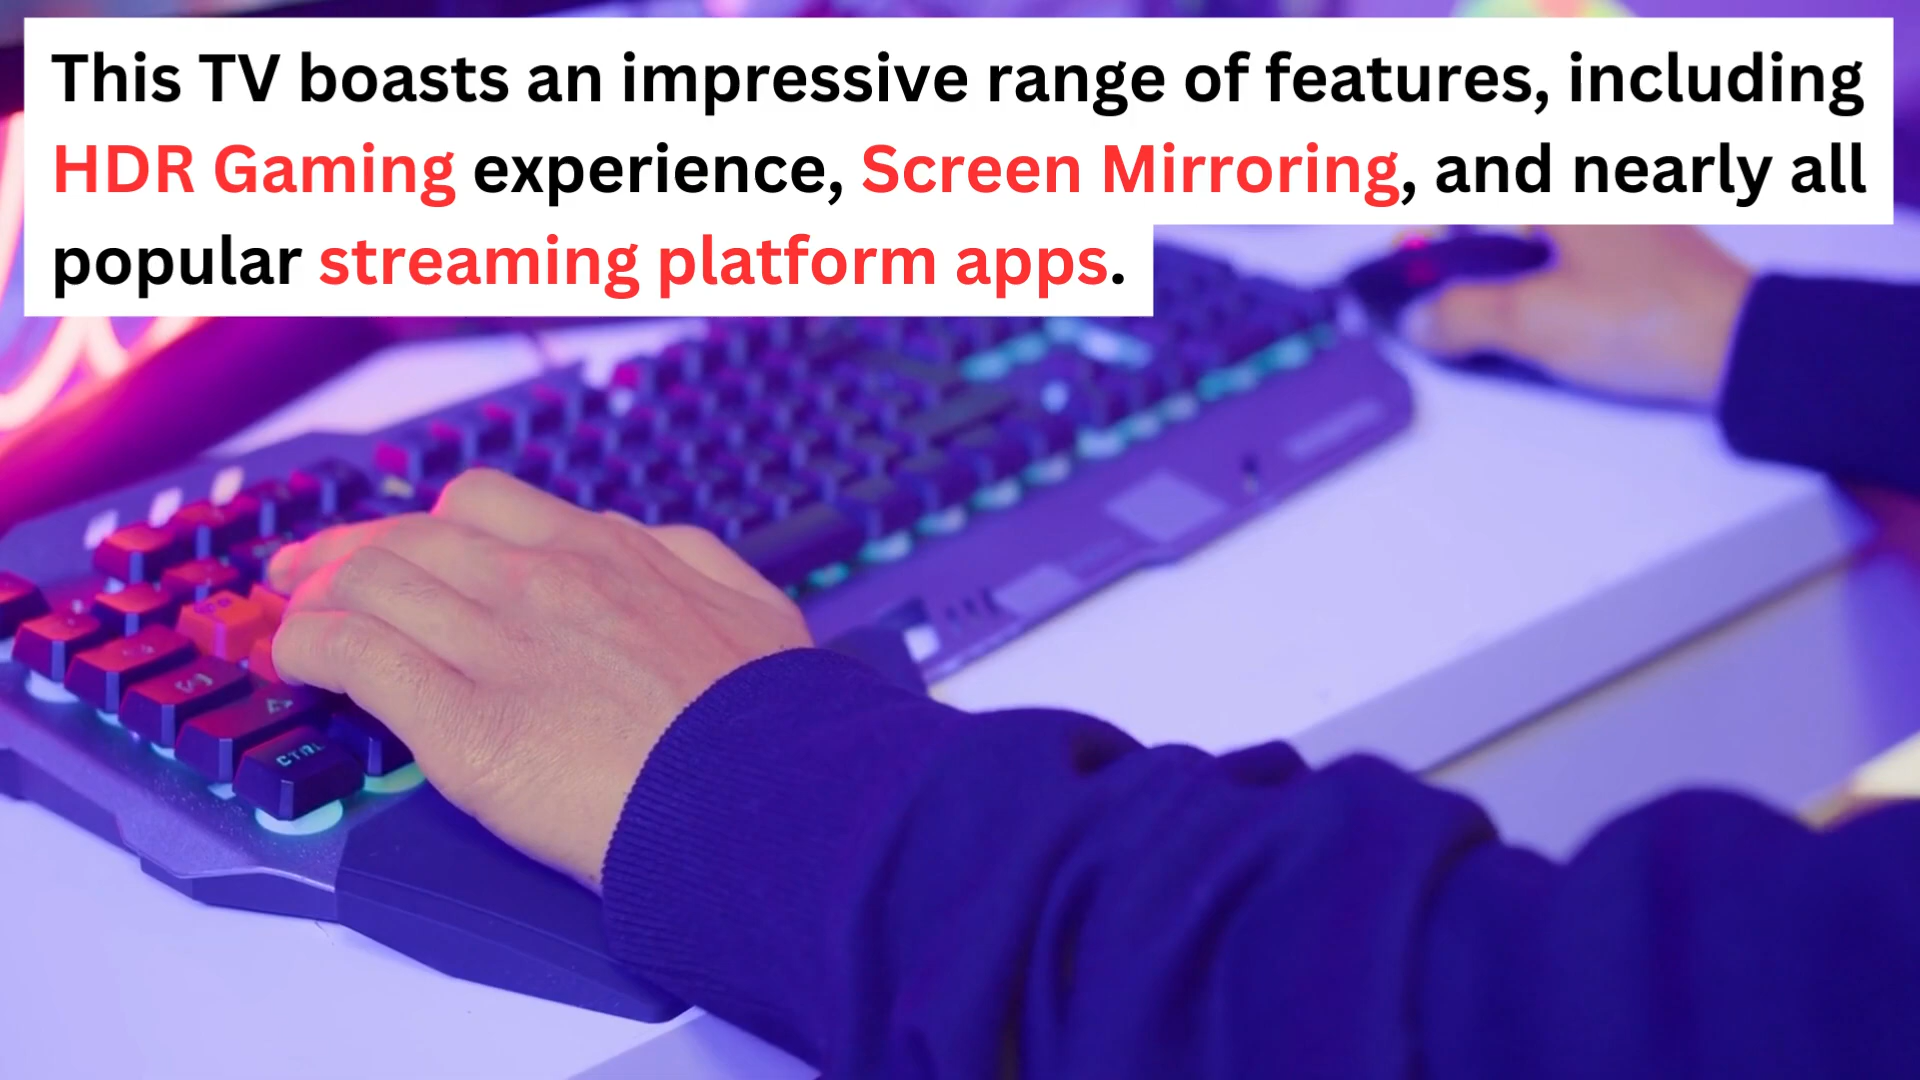 This TV boasts an impressive range of features, including
HDR Gaming experience, Screen Mirroring, and nearly all
popular streaming platform apps.
CTRL